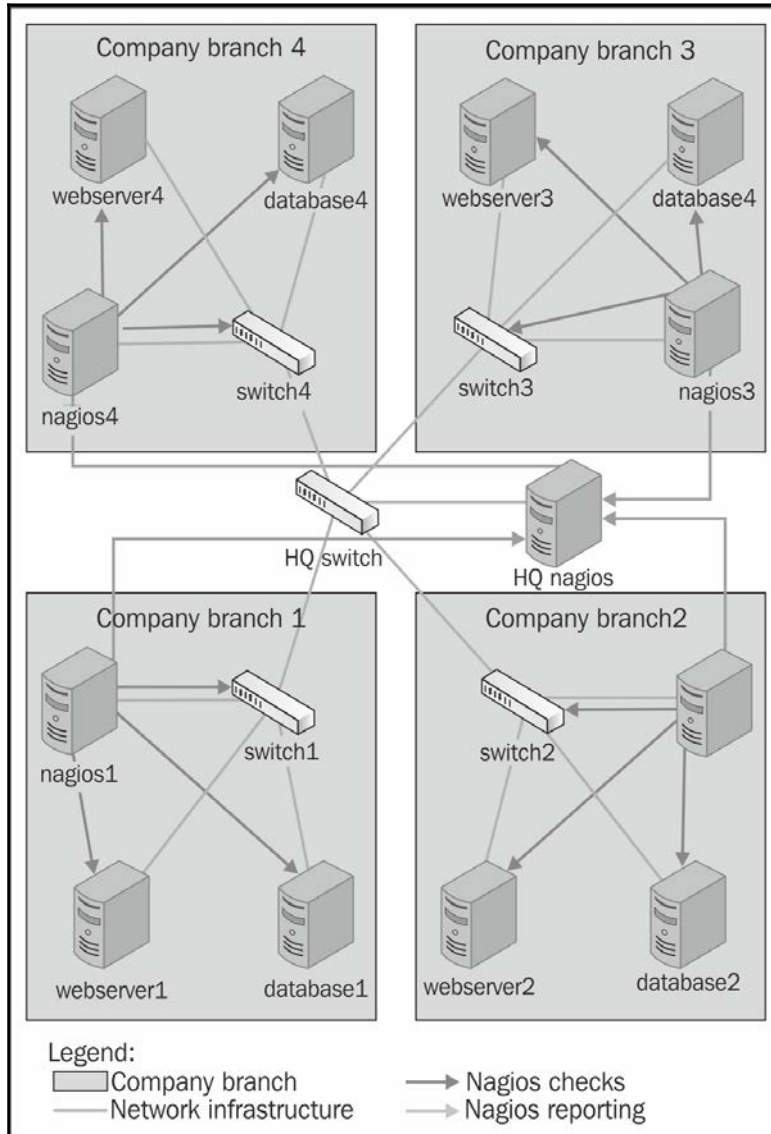 Company branch 4
webserver4
database4
nagios4
switch4
Company branch 3
webserver3
database4
switch3
nagios3
HQ switch
HQ nagios
Company branch 1
nagios1
switch1
webserver1
database1
Company branch2
switch2
webserver2
database2
Legend:
Company branch
Nagios checks
Network infrastructure
Nagios reporting